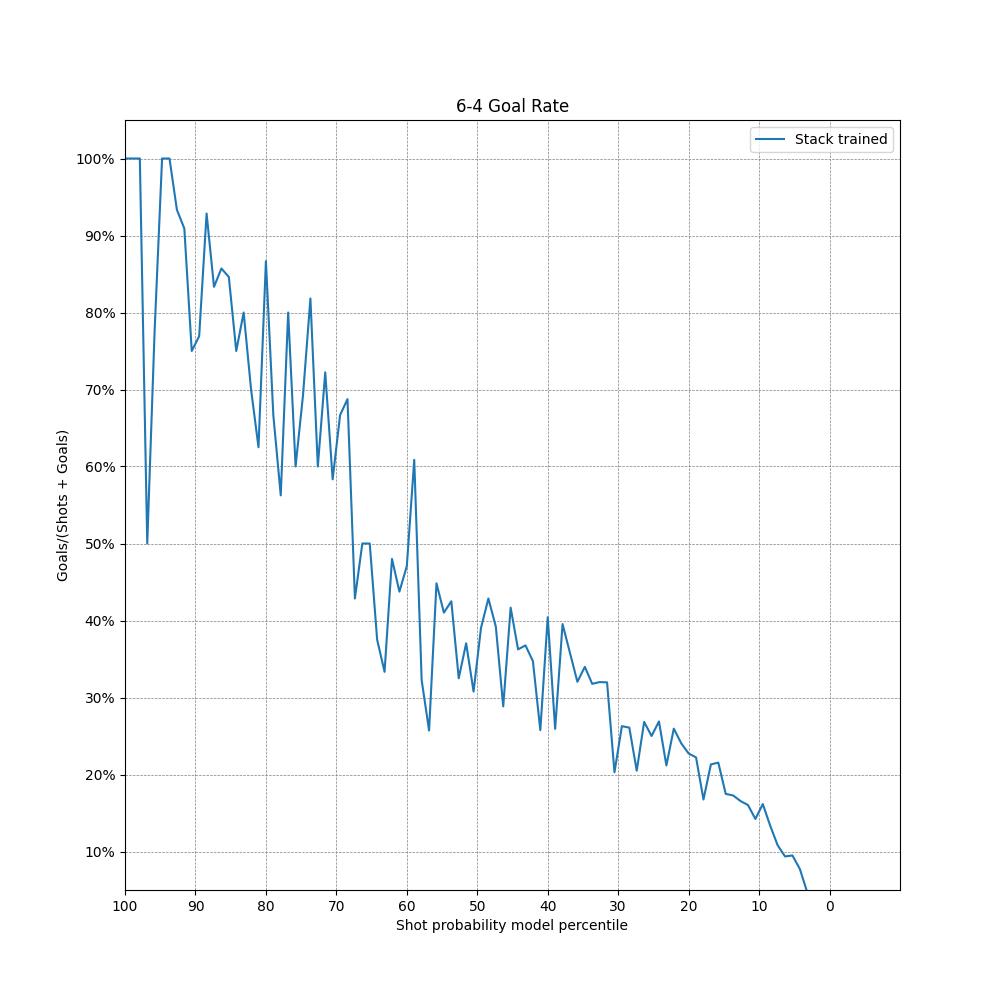 6-4 Goal Rate
Stack trained
100%
90%
80%
70%
60%
50%
40%
30%
20%
10%
Goals/(Shots + Goals)
100 90 80 70 60 50 40 30 20 10 0
Shot probability model percentile